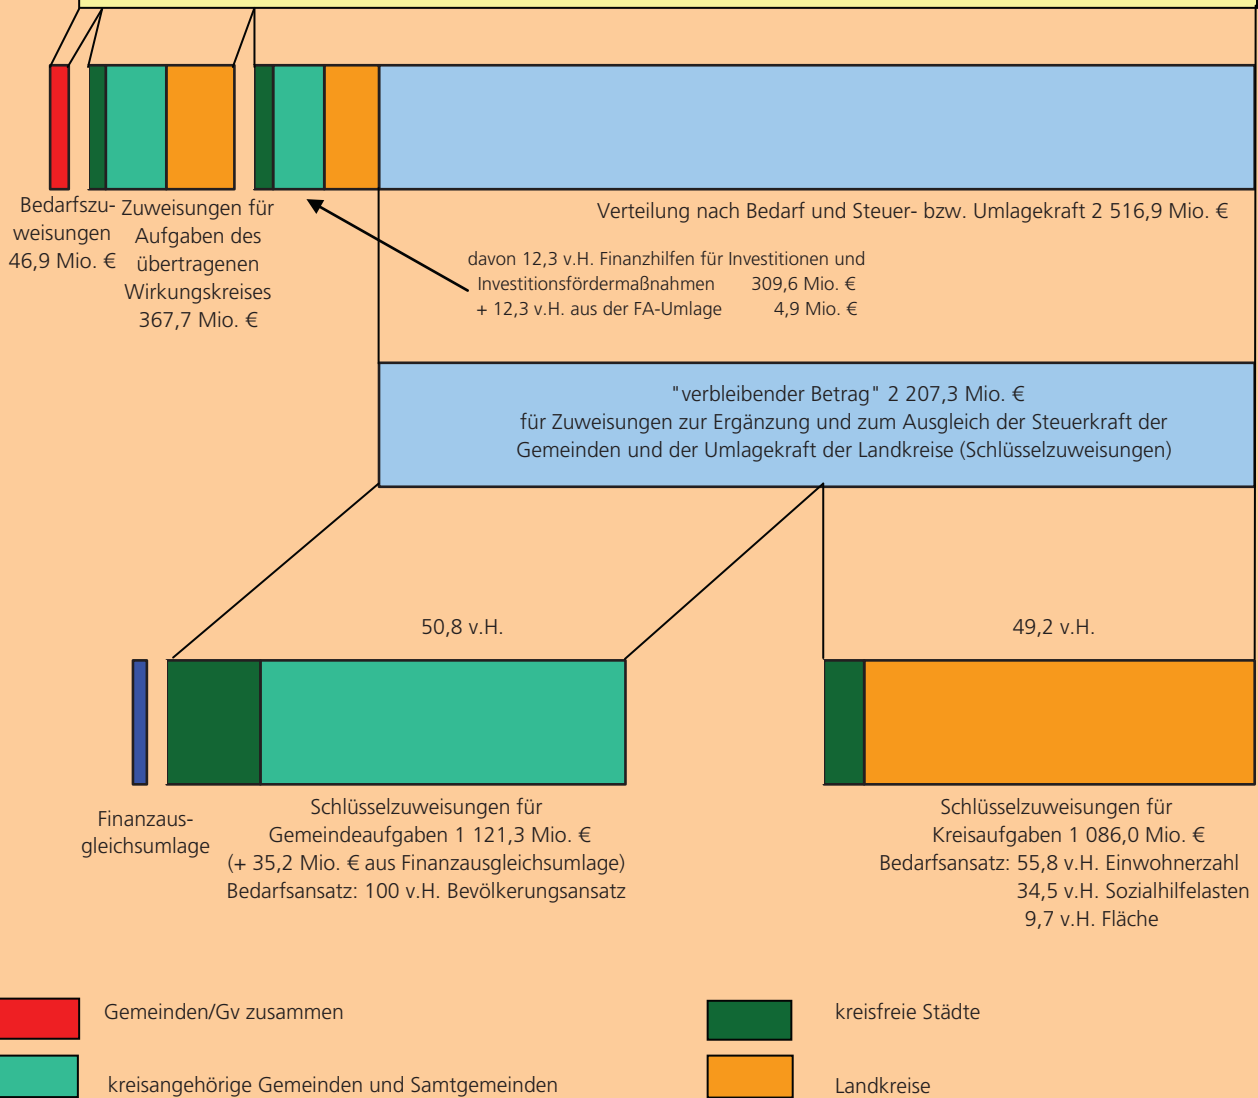 Bedarfszu-
weisungen
46,9 Mio. €
Zuweisungen für
Aufgaben des
übertragenen
Wirkungskreises
367,7 Mio. €
Verteilung nach Bedarf und Steuer- bzw. Umlagekraft 2 516,9 Mio. €
davon 12,3 v.H. Finanzhilfen für Investitionen und
Investitionsfördermaßnahmen 309,6 Mio. €
+ 12,3 v.H. aus der FA-Umlage 4,9 Mio. €
"verbleibender Betrag" 2 207,3 Mio. €
für Zuweisungen zur Ergänzung und zum Ausgleich der Steuerkraft der
Gemeinden und der Umlagekraft der Landkreise (Schlüsselzuweisungen)
50,8 v.H.
49,2 v.H.
Finanzaus-
gleichsumlage
Schlüsselzuweisungen für
Gemeindeaufgaben 1 121,3 Mio. €
(+ 35,2 Mio. € aus Finanzausgleichsumlage)
Bedarfsansatz: 100 v.H. Bevölkerungsansatz
Schlüsselzuweisungen für
Kreisaufgaben 1 086,0 Mio. €
Bedarfsansatz: 55,8 v.H. Einwohnerzahl
34,5 v.H. Sozialhilfelasten
9,7 v.H. Fläche
Gemeinden/Gv zusammen
kreisfreie Städte
kreisangehörige Gemeinden und Samtgemeinden
Landkreise